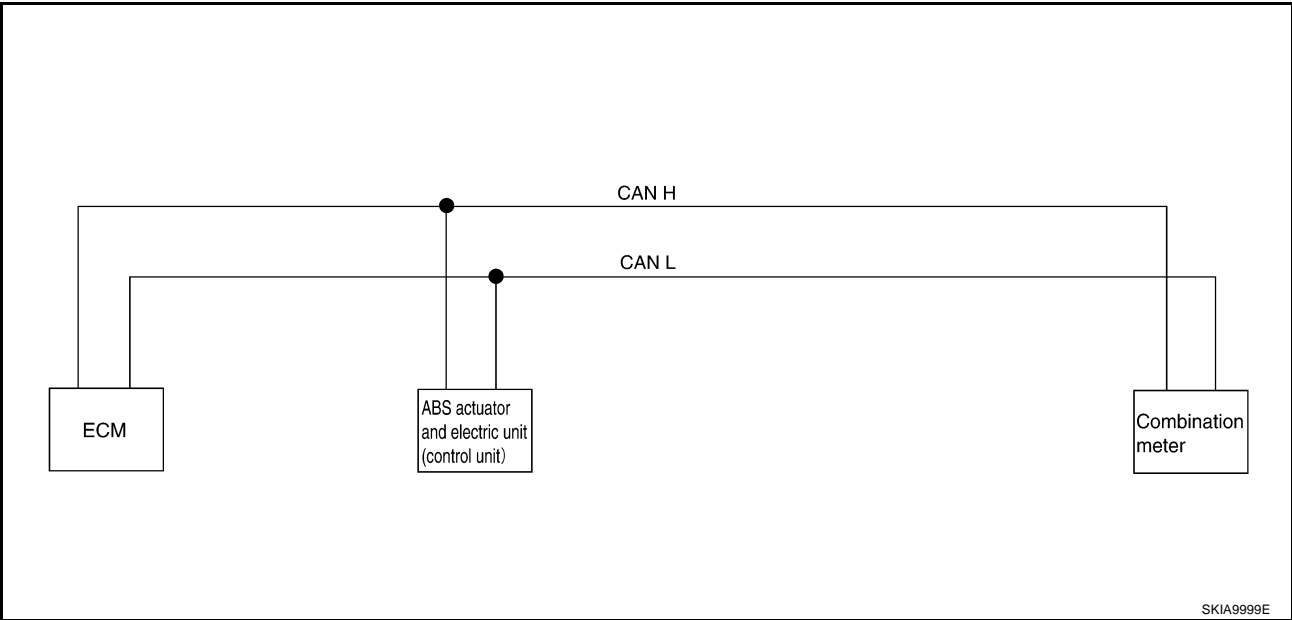 CAN H
CAN L
ECM
ABS actuator
and electric unit
(control unit)
Combination
meter
SKIA9999E